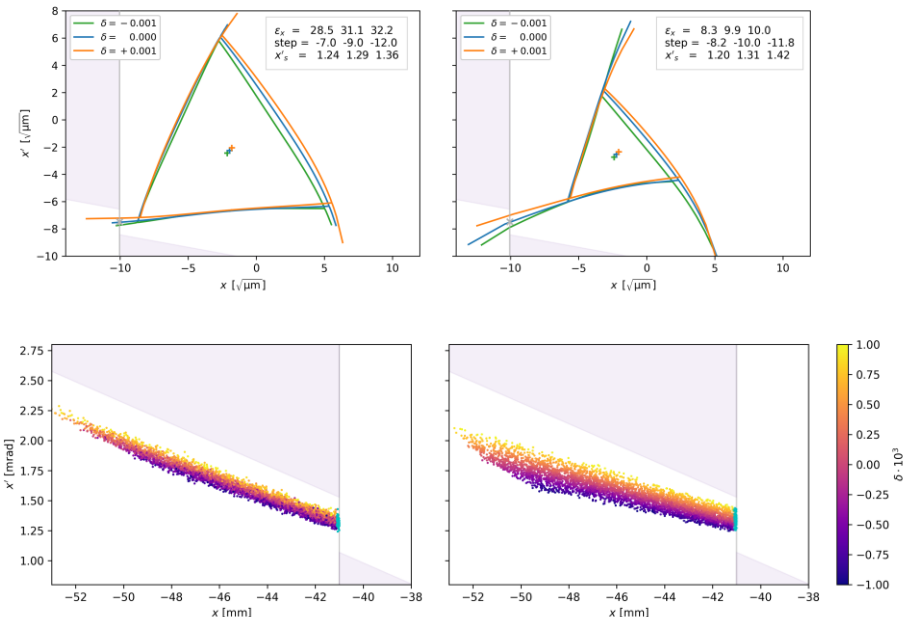 δ = − 0.001
δ = 0.000
δ = + 0.001
εₓ = 28.5 31.1 32.2
step = -7.0 -9.0 -12.0
x'ₛ = 1.24 1.29 1.36
8
6
4
2
0
−2
−4
−6
−8
−10
x' [√μm]
−10
−5
0
5
10
x [√μm]
δ = − 0.001
δ = 0.000
δ = + 0.001
εₓ = 8.3 9.9 10.0
step = -8.2 -10.0 -11.8
x'ₛ = 1.20 1.31 1.42
−10
−5
0
5
10
x [√μm]
2.75
2.50
2.25
2.00
1.75
1.50
1.25
1.00
x' [mrad]
−52
−50
−48
−46
−44
−42
−40
−38
x [mm]
−52
−50
−48
−46
−44
−42
−40
−38
x [mm]
1.00
0.75
0.50
0.25
0.00
−0.25
−0.50
−0.75
−1.00
δ · 10³